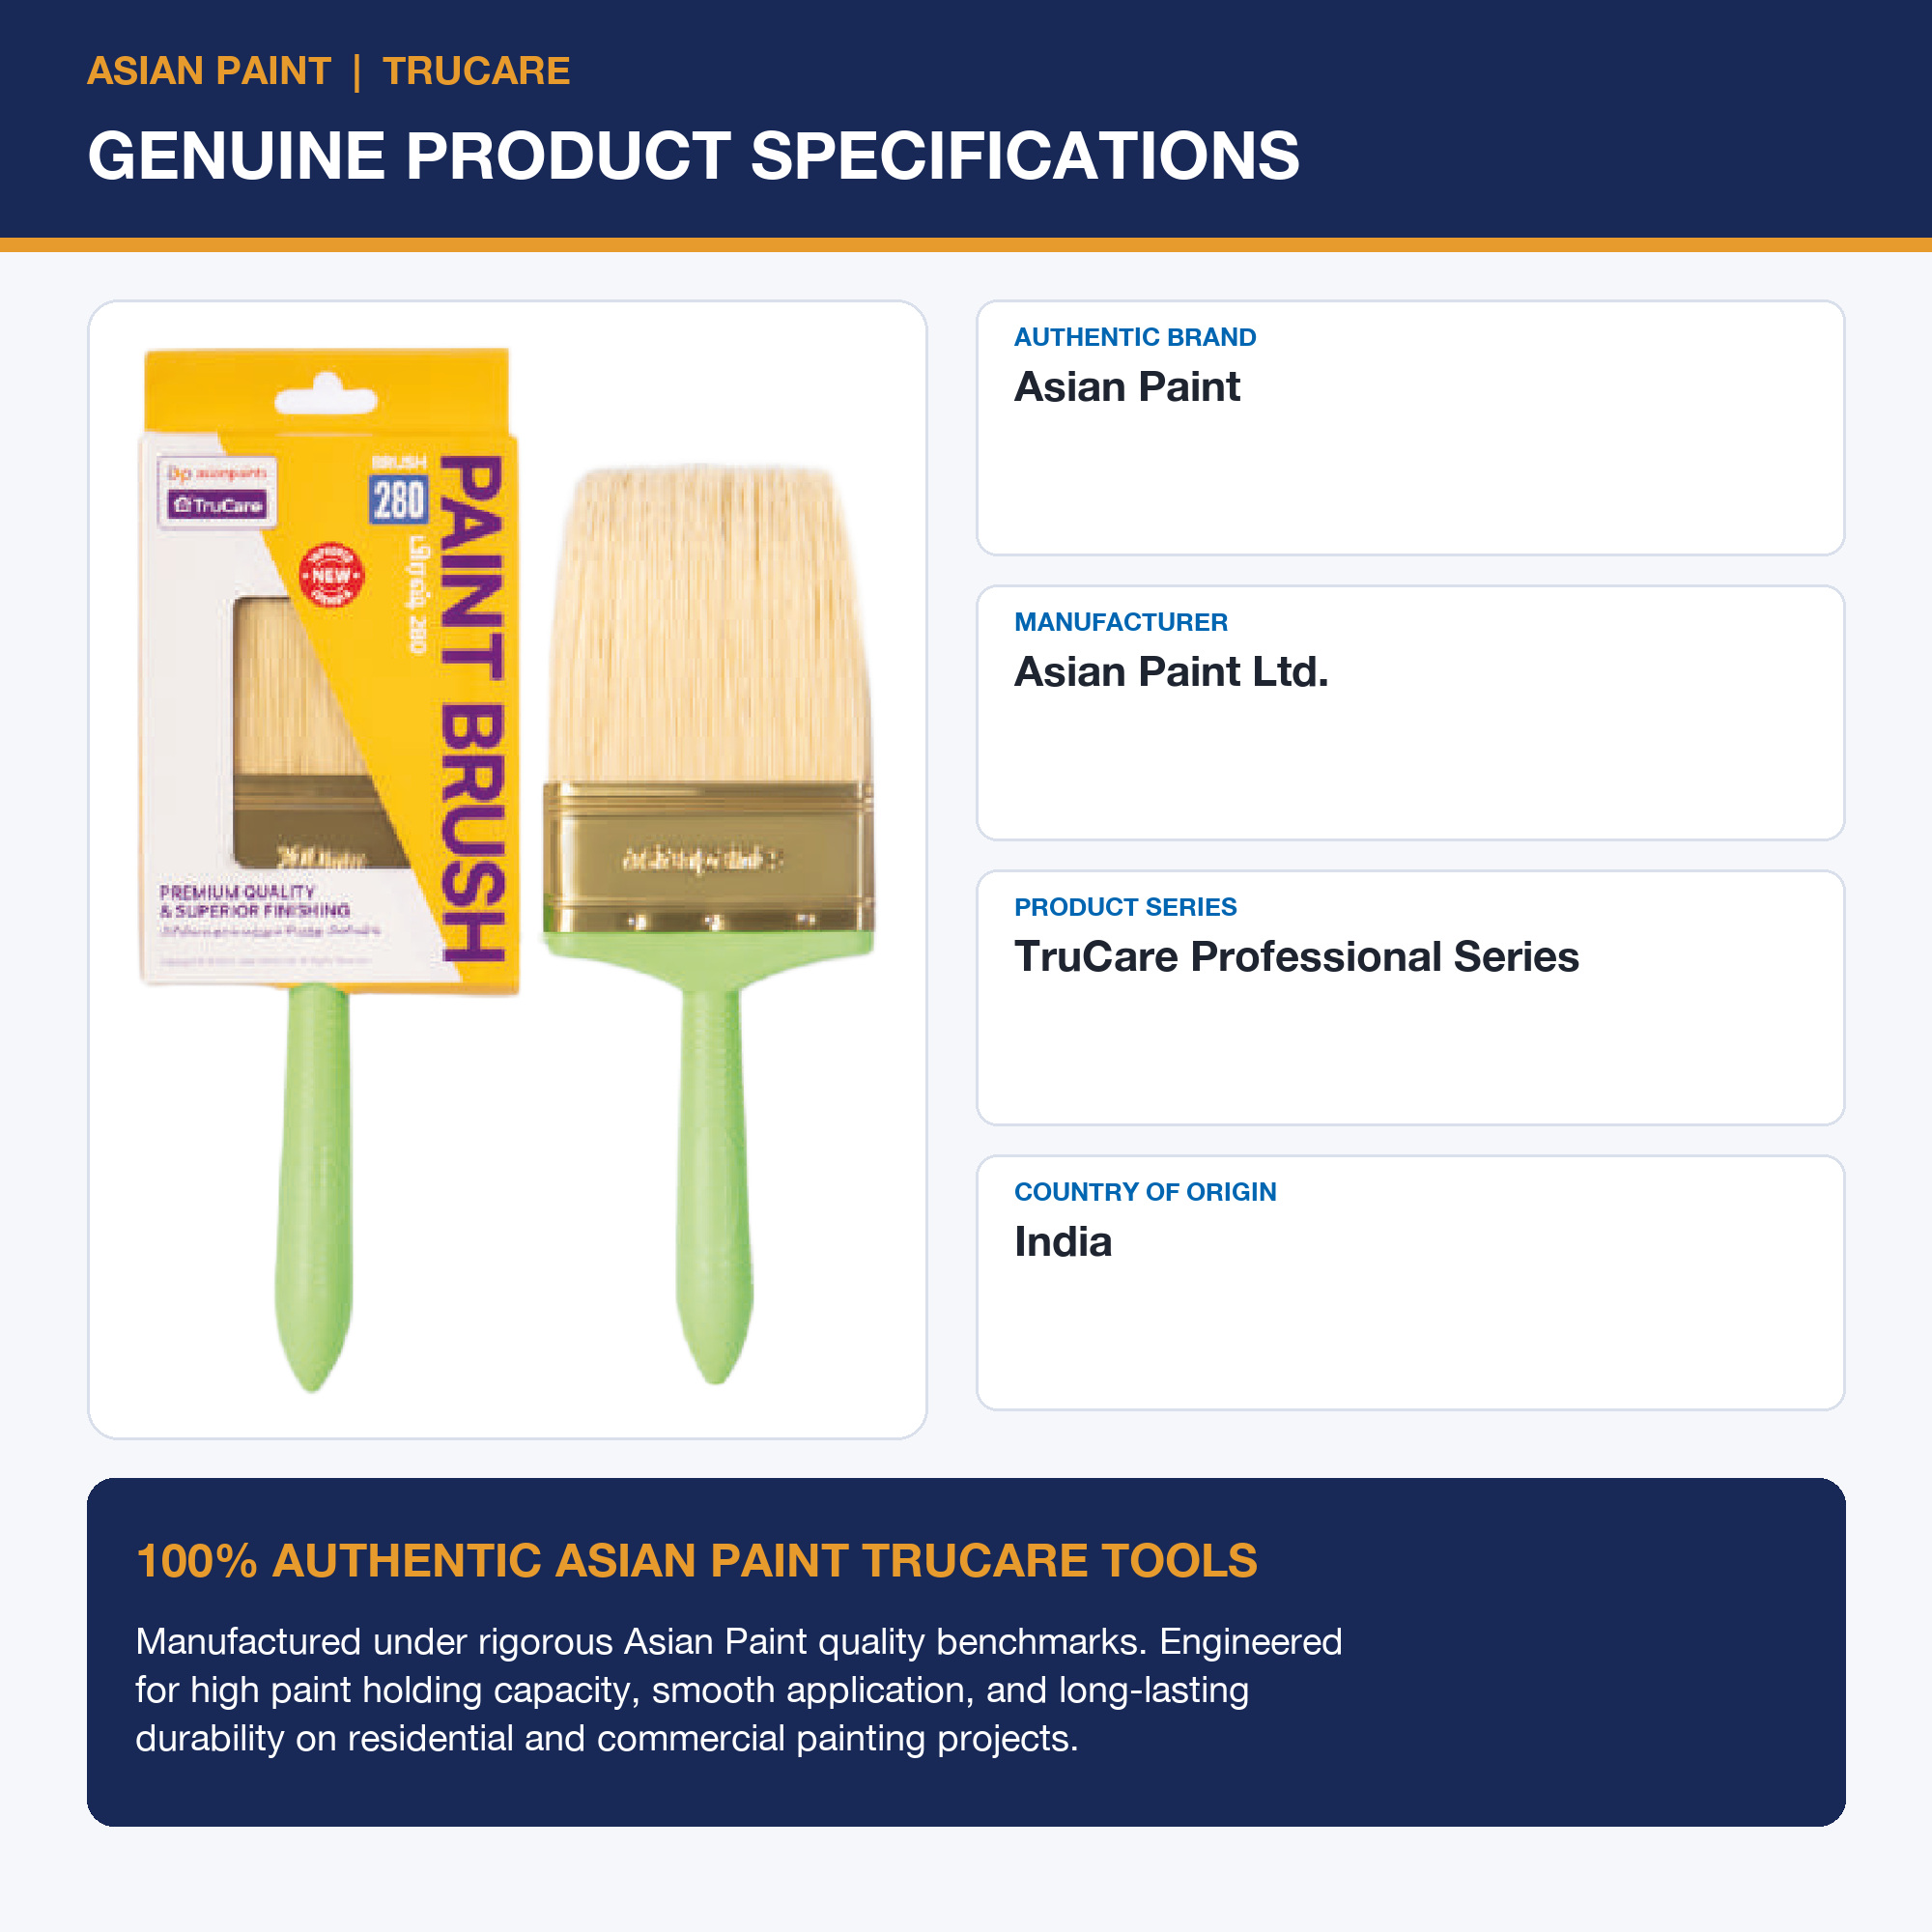 ASIAN PAINT | TRUCARE
GENUINE PRODUCT SPECIFICATIONS
asianpaints
TruCare
BRUSH
280
280
NEW
PAINT BRUSH
PREMIUM QUALITY
& SUPERIOR FINISHING
AUTHENTIC BRAND
Asian Paint
MANUFACTURER
Asian Paint Ltd.
PRODUCT SERIES
TruCare Professional Series
COUNTRY OF ORIGIN
India
100% AUTHENTIC ASIAN PAINT TRUCARE TOOLS
Manufactured under rigorous Asian Paint quality benchmarks. Engineered
for high paint holding capacity, smooth application, and long-lasting
durability on residential and commercial painting projects.